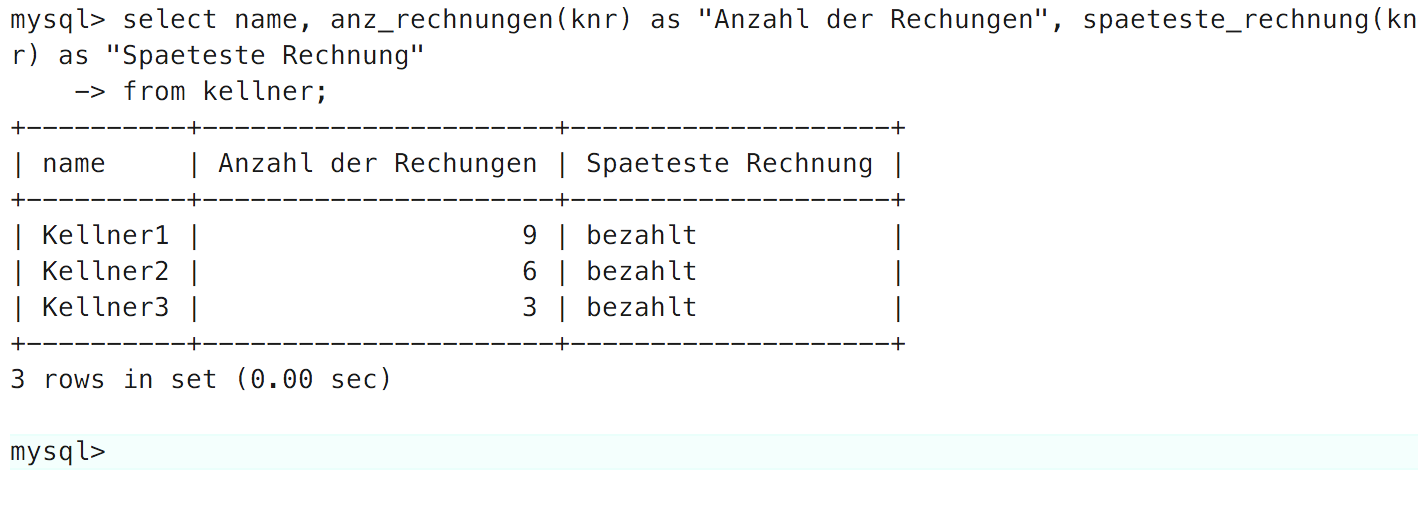 mysql> select name, anz_rechnungen(knr) as "Anzahl der Rechungen", spaeteste_rechnung(kn
r) as "Spaeteste Rechnung"
    -> from kellner;
+----------+----------------------+--------------------+
| name     | Anzahl der Rechungen | Spaeteste Rechnung |
+----------+----------------------+--------------------+
| Kellner1 |                    9 | bezahlt            |
| Kellner2 |                    6 | bezahlt            |
| Kellner3 |                    3 | bezahlt            |
+----------+----------------------+--------------------+
3 rows in set (0.00 sec)

mysql>